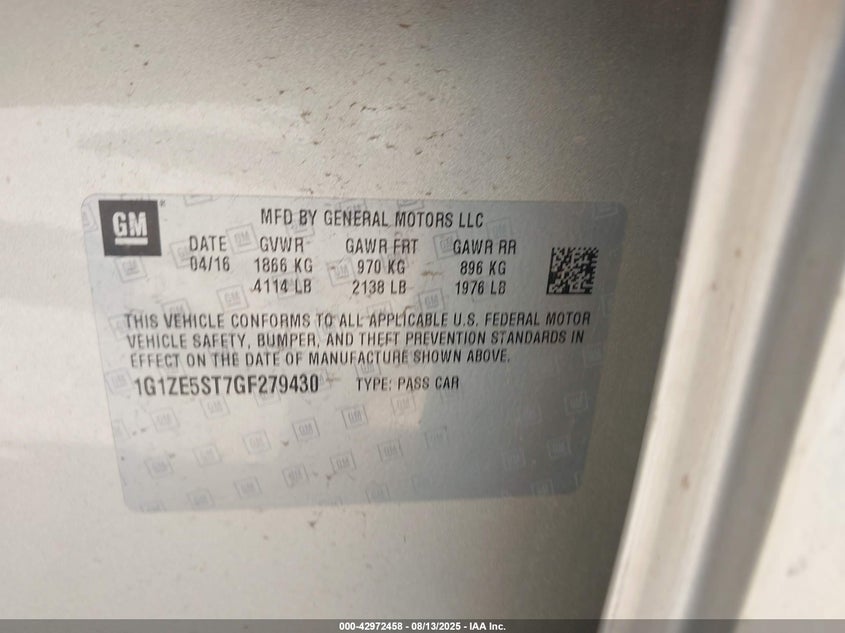 GM
MFD BY GENERAL MOTORS LLC
DATE GVWR GAWR FRT GAWR RR
04/16 1866 KG 970 KG 896 KG
4114 LB 2138 LB 1976 LB
THIS VEHICLE CONFORMS TO ALL APPLICABLE U.S. FEDERAL MOTOR
VEHICLE SAFETY, BUMPER, AND THEFT PREVENTION STANDARDS IN
EFFECT ON THE DATE OF MANUFACTURE SHOWN ABOVE.
1G1ZE5ST7GF279430 TYPE: PASS CAR
000-42972458 - 08/13/2025 - IAA Inc.